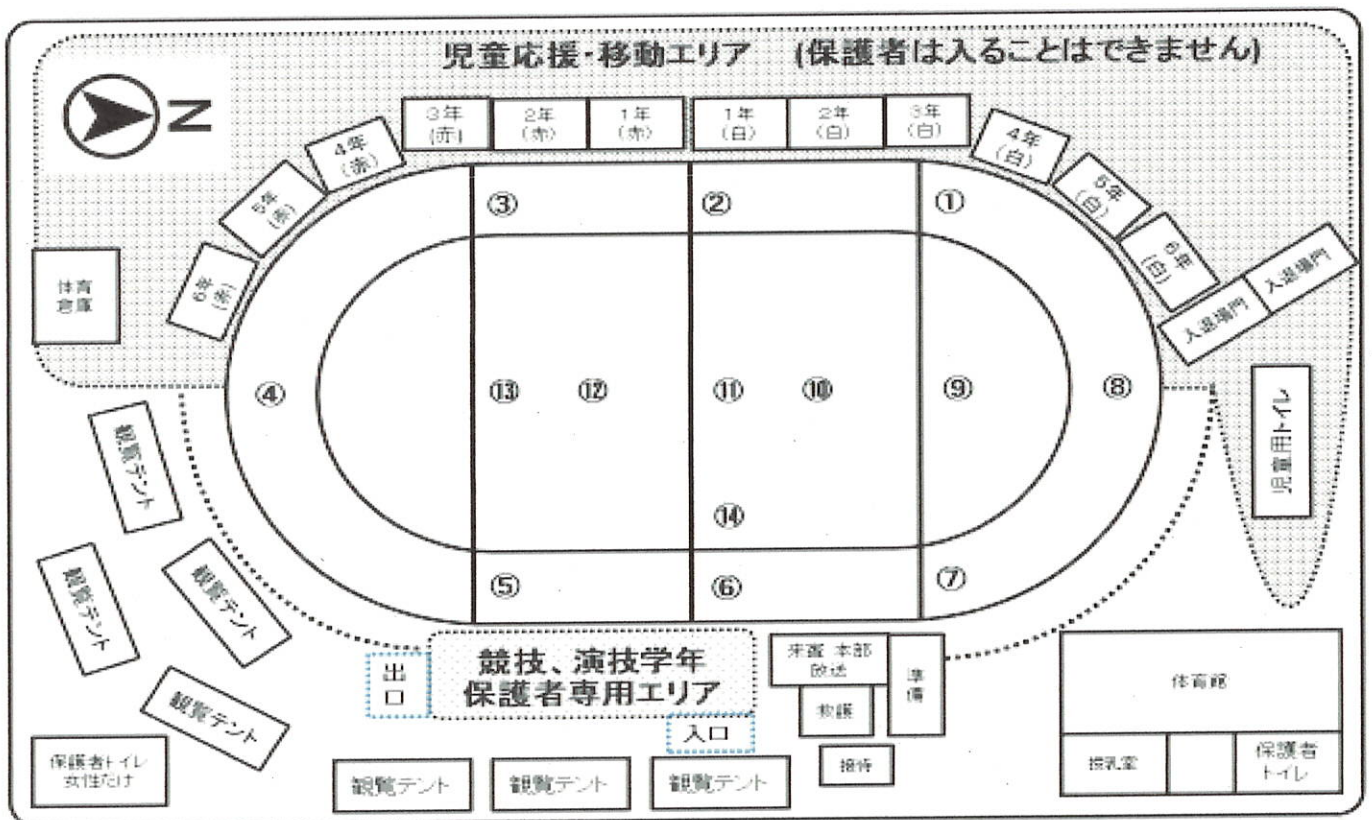 児童応援・移動エリア (保護者は入ることはできません)
N
3年
(赤)
2年
(赤)
1年
(赤)
1年
(白)
2年
(白)
3年
(白)
4年
(赤)
4年
(白)
5年
(赤)
5年
(白)
6年
(赤)
6年
(白)
入退場門
入退場門
体育
倉庫
児童用トイレ
③
②
①
④
⑬
⑫
⑪
⑩
⑨
⑧
⑭
⑤
⑥
⑦
観覧テント
観覧テント
観覧テント
観覧テント
出口
競技、演技学年
保護者専用エリア
入口
来賓 本部
放送
準備
救護
接待
体育館
授乳室
保護者
トイレ
保護者トイレ
女性だけ
観覧テント
観覧テント
観覧テント